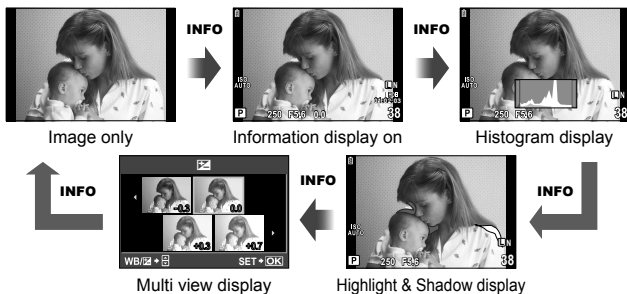 INFO
INFO
Image only
ISO
AUTO
P
250 F5.6 0.0
L N
38
Information display on
ISO
AUTO
P
250 F5.6
L N
38
Histogram display
INFO
INFO
INFO
-0.3
0.0
+0.3
+0.7
WB/
SET OK
Multi view display
ISO
AUTO
P
250 F5.6
L N
38
Highlight & Shadow display